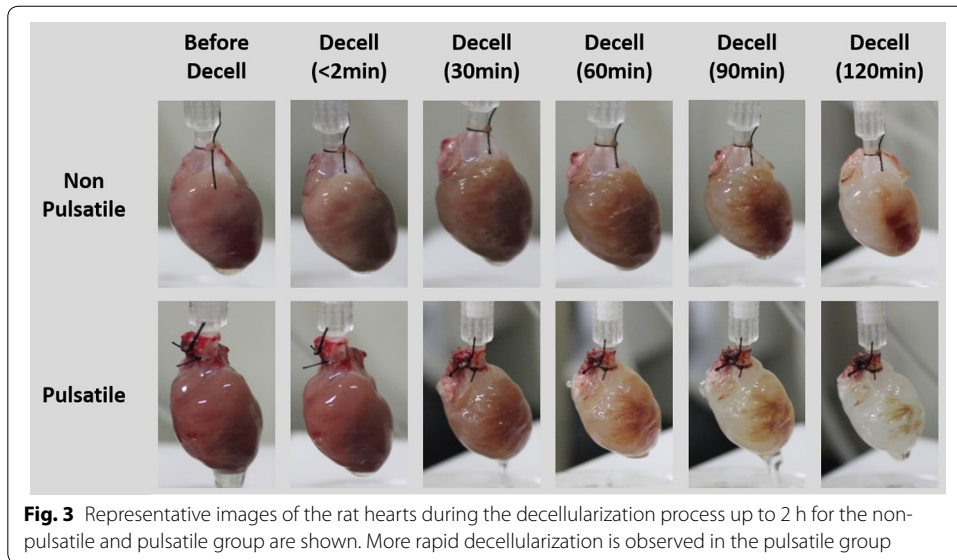 Before Decell
Decell (<2min)
Decell (30min)
Decell (60min)
Decell (90min)
Decell (120min)
Non Pulsatile
Pulsatile
Fig. 3 Representative images of the rat hearts during the decellularization process up to 2 h for the non-
pulsatile and pulsatile group are shown. More rapid decellularization is observed in the pulsatile group